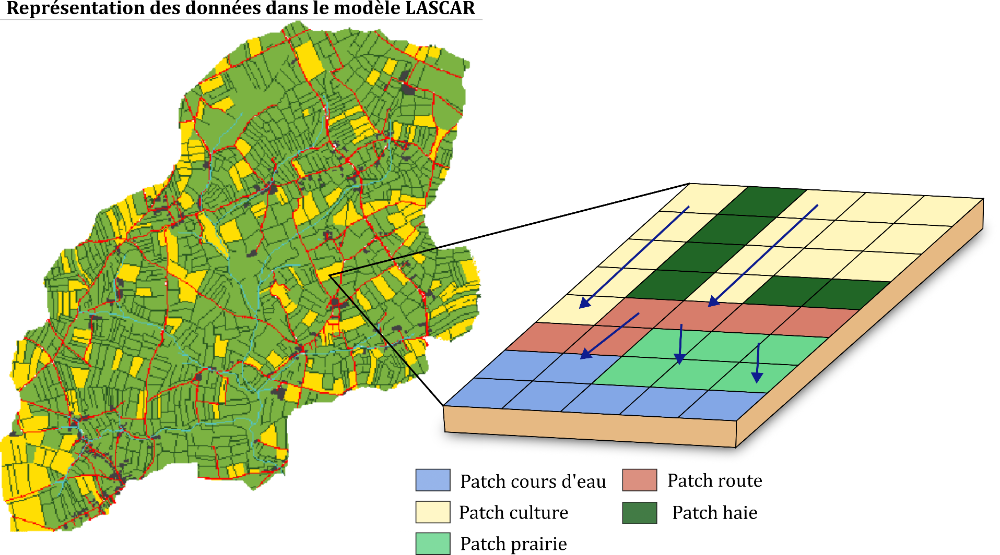 Représentation des données dans le modèle LASCAR
Patch cours d'eau
Patch route
Patch culture
Patch haie
Patch prairie